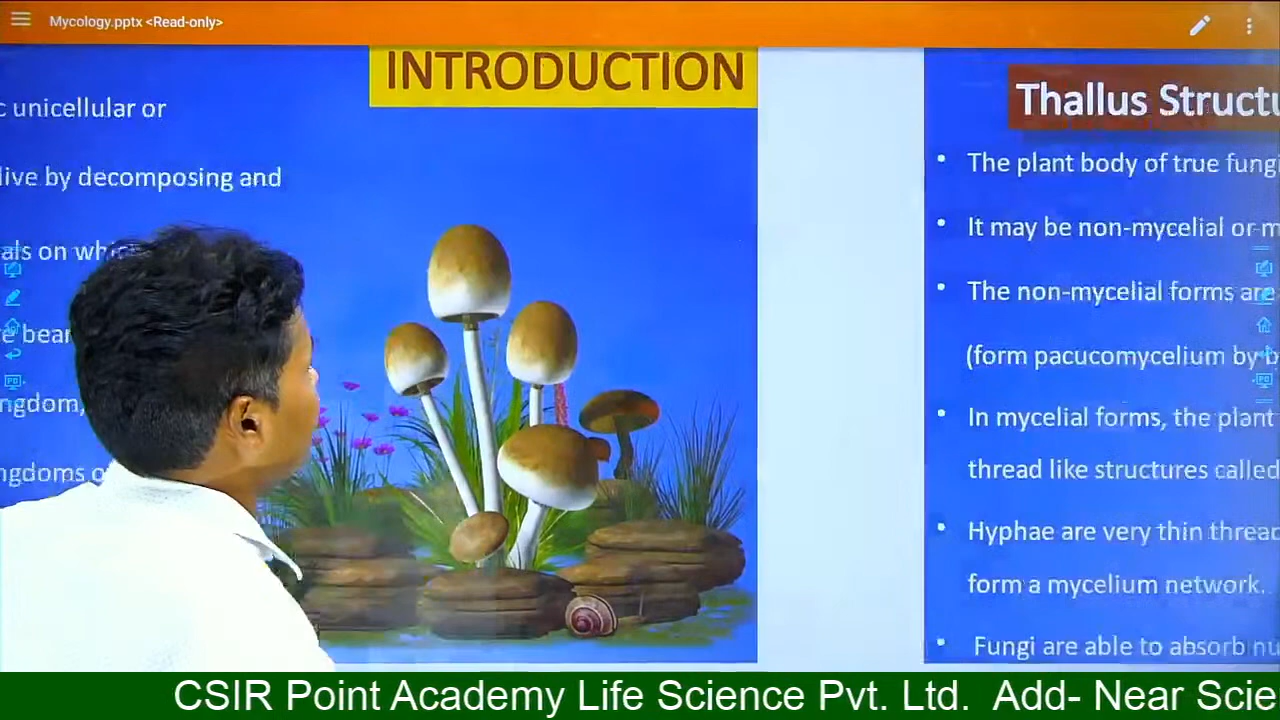 Mycology.pptx <Read-only>
INTRODUCTION
c unicellular or
live by decomposing and
als on which
e bear
ngdom,
ngdoms o
Thallus Structu
• The plant body of true fungi
• It may be non-mycelial or m
• The non-mycelial forms are
(form pacucomycelium by b
• In mycelial forms, the plant
thread like structures called
• Hyphae are very thin thread
form a mycelium network.
• Fungi are able to absorb nu
CSIR Point Academy Life Science Pvt. Ltd. Add- Near Scie